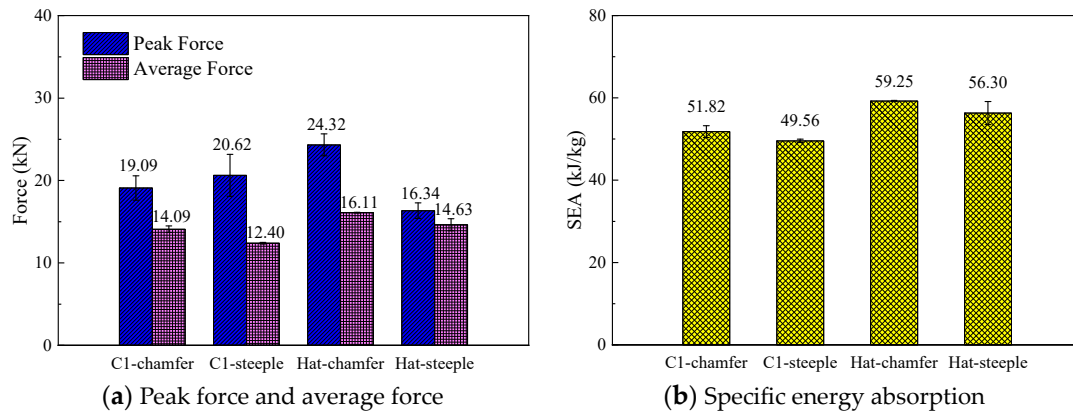 40
30
20
10
0
Force (kN)
Peak Force
Average Force
19.09
14.09
20.62
12.40
24.32
16.11
16.34
14.63
C1-chamfer
C1-steeple
Hat-chamfer
Hat-steeple
(a) Peak force and average force
80
60
40
20
0
SEA (kJ/kg)
51.82
49.56
59.25
56.30
C1-chamfer
C1-steeple
Hat-chamfer
Hat-steeple
(b) Specific energy absorption